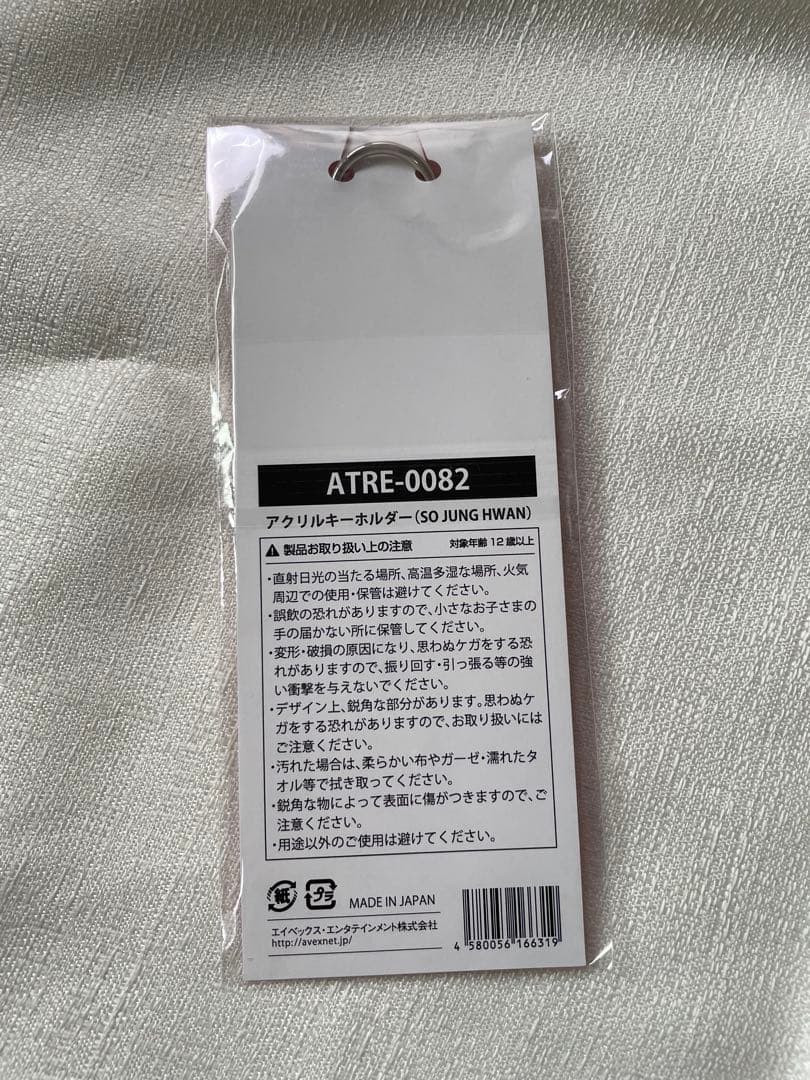 ATRE-0082
アクリルキーホルダー(SO JUNG HWAN)
製品お取り扱い上の注意 対象年齢12歳以上
・直射日光の当たる場所、高温多湿な場所、火気
周辺での使用・保管は避けてください。
・誤飲の恐れがありますので、小さなお子さまの
手の届かない所に保管してください。
・変形・破損の原因になり、思わぬケガをする恐
れがありますので、振り回す・引っ張る等の強
い衝撃を与えないでください。
・デザイン上、鋭角な部分があります。思わぬケ
ガをする恐れがありますので、お取り扱いには
ご注意ください。
・汚れた場合は、柔らかい布やガーゼ・濡れたタ
オル等で拭き取ってください。
・鋭角な物によって表面に傷がつきますので、ご
注意ください。
・用途以外のご使用は避けてください。
紙 プラ MADE IN JAPAN
エイベックス・エンタテインメント株式会社
http://avexnet.jp/
4 580056 166319